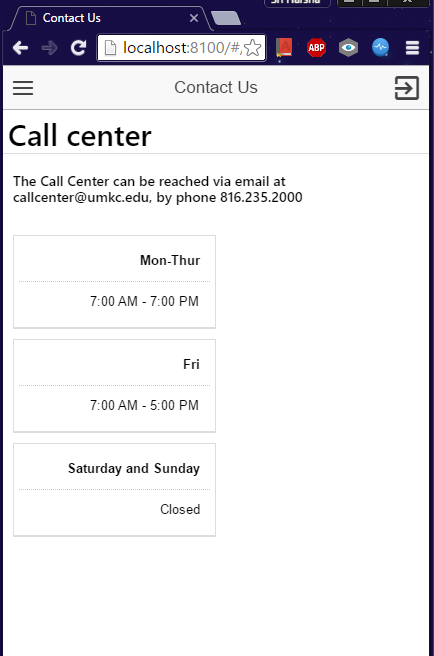 Sri Harsha
Contact Us
localhost:8100/#,
ABP
Contact Us
Call center
The Call Center can be reached via email at
callcenter@umkc.edu, by phone 816.235.2000
Mon-Thur
7:00 AM - 7:00 PM
Fri
7:00 AM - 5:00 PM
Saturday and Sunday
Closed